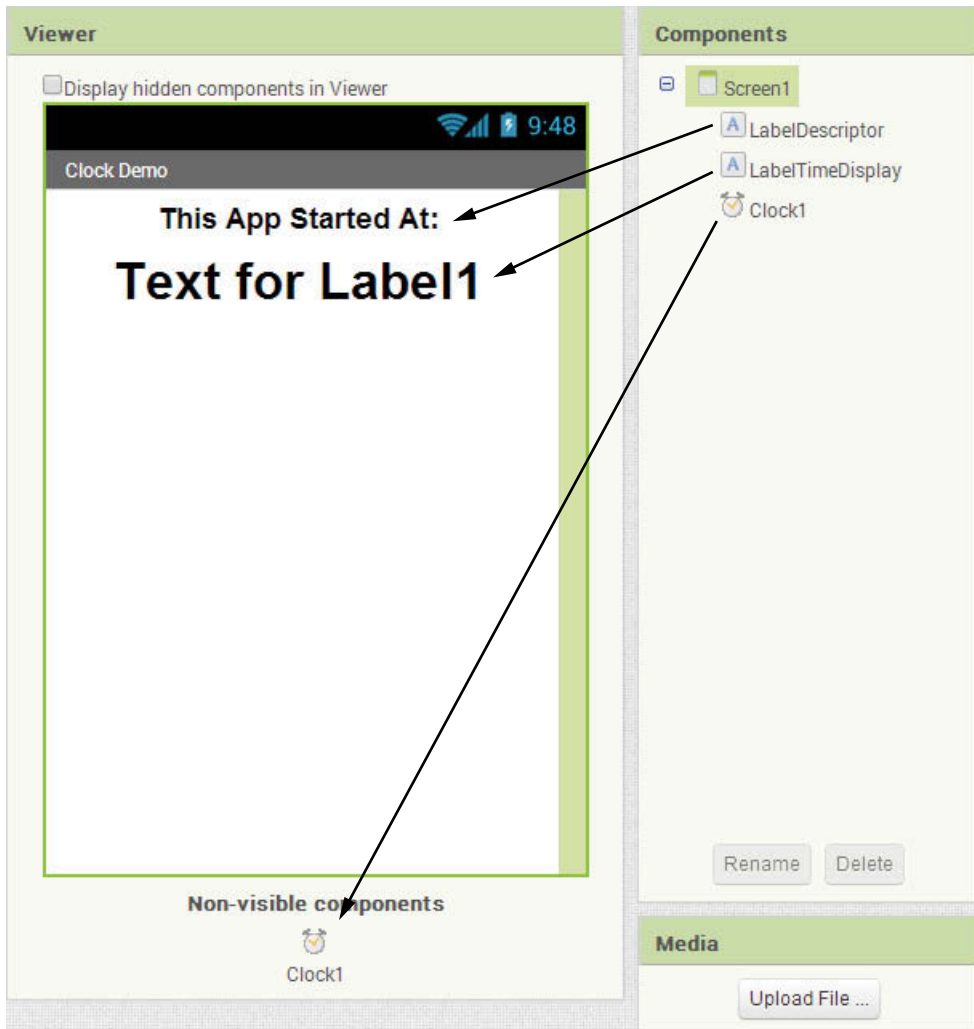 Viewer
Display hidden components in Viewer
9:48
Clock Demo
This App Started At:
Text for Label1
Non-visible components
Clock1
Components
Screen1
A LabelDescriptor
A LabelTimeDisplay
Clock1
Rename Delete
Media
Upload File ...